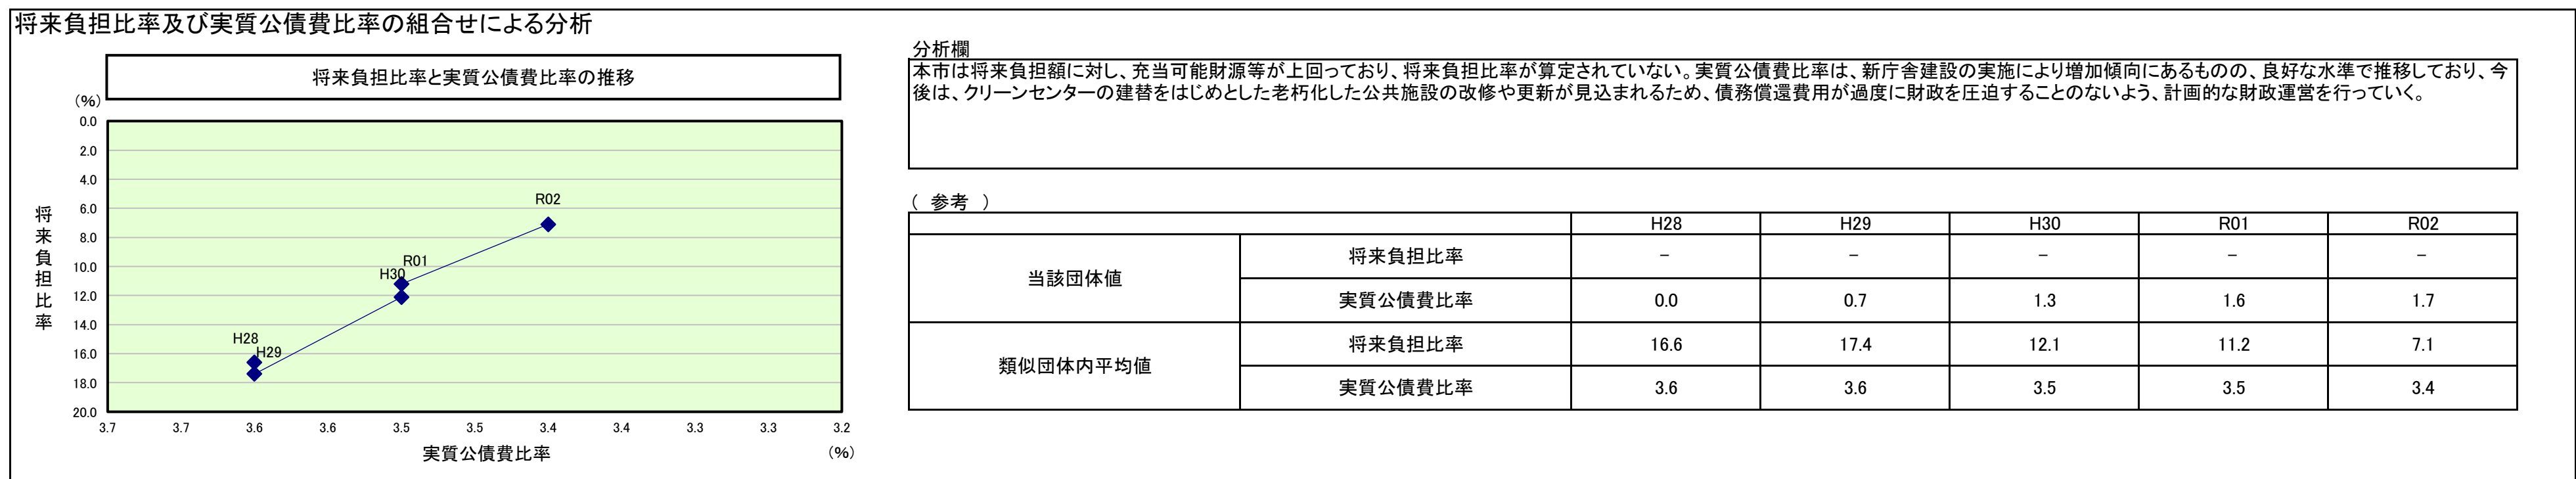 将来負担比率及び実質公債費比率の組合せによる分析
将来負担比率と実質公債費比率の推移
(%)
0.0
2.0
4.0
6.0
8.0
10.0
12.0
14.0
16.0
18.0
20.0
将来負担比率
R02
R01
H30
H28
H29
3.7 3.7 3.6 3.6 3.5 3.5 3.4 3.4 3.3 3.3 3.2
実質公債費比率
(%)
分析欄
本市は将来負担額に対し、充当可能財源等が上回っており、将来負担比率が算定されていない。実質公債費比率は、新庁舎建設の実施により増加傾向にあるものの、良好な水準で推移しており、今
後は、クリーンセンターの建替をはじめとした老朽化した公共施設の改修や更新が見込まれるため、債務償還費用が過度に財政を圧迫することのないよう、計画的な財政運営を行っていく。
( 参考 )
H28 H29 H30 R01 R02
当該団体値
将来負担比率 － － － － －
実質公債費比率 0.0 0.7 1.3 1.6 1.7
類似団体内平均値
将来負担比率 16.6 17.4 12.1 11.2 7.1
実質公債費比率 3.6 3.6 3.5 3.5 3.4